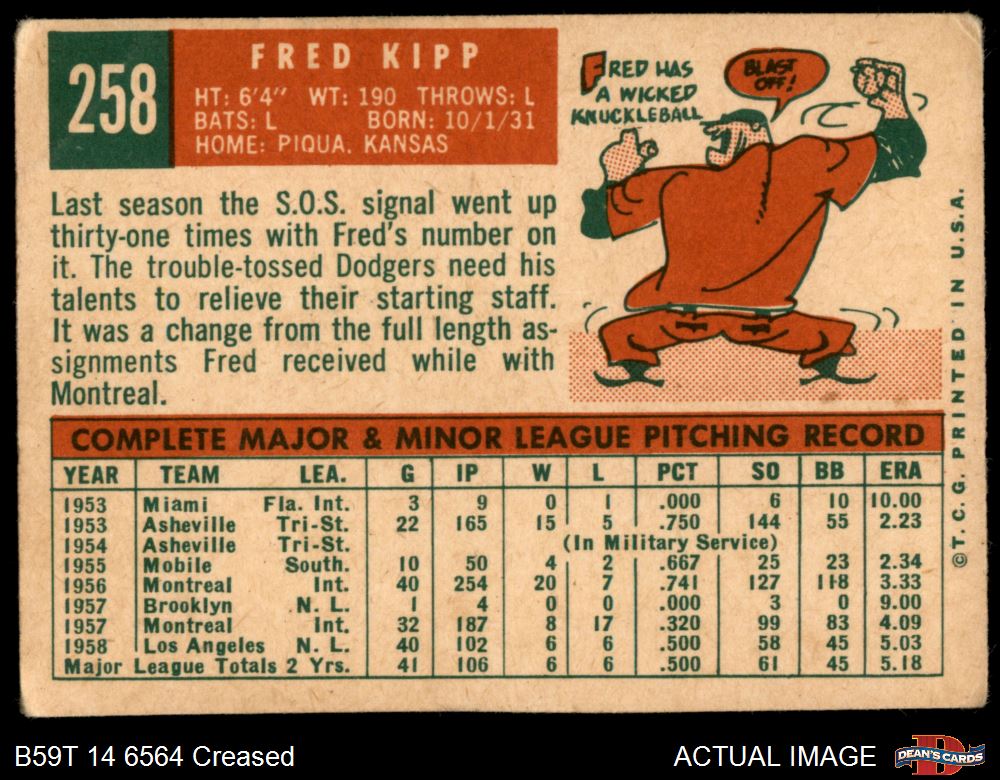 258
FRED KIPP
HT: 6'4" WT: 190 THROWS: L
BATS: L BORN: 10/1/31
HOME: PIQUA, KANSAS
FRED HAS
A WICKED
KNUCKLEBALL
BLAST
OFF!
Last season the S.O.S. signal went up
thirty-one times with Fred's number on
it. The trouble-tossed Dodgers need his
talents to relieve their starting staff.
It was a change from the full length as-
signments Fred received while with
Montreal.
COMPLETE MAJOR & MINOR LEAGUE PITCHING RECORD
YEAR TEAM LEA. G IP W L PCT SO BB ERA
1953 Miami Fla. Int. 3 9 0 1 .000 6 10 10.00
1953 Asheville Tri-St. 22 165 15 5 .750 144 55 2.23
1954 Asheville Tri-St. (In Military Service)
1955 Mobile South. 10 50 4 2 .667 25 23 2.34
1956 Montreal Int. 40 254 20 7 .741 127 118 3.33
1957 Brooklyn N. L. 1 4 0 0 .000 3 0 9.00
1957 Montreal Int. 32 187 8 17 .320 99 83 4.09
1958 Los Angeles N. L. 40 102 6 6 .500 58 45 5.03
Major League Totals 2 Yrs. 41 106 6 6 .500 61 45 5.18
©T. C. G. PRINTED IN U.S.A.
B59T 14 6564 Creased
ACTUAL IMAGE
DEAN'S CARDS